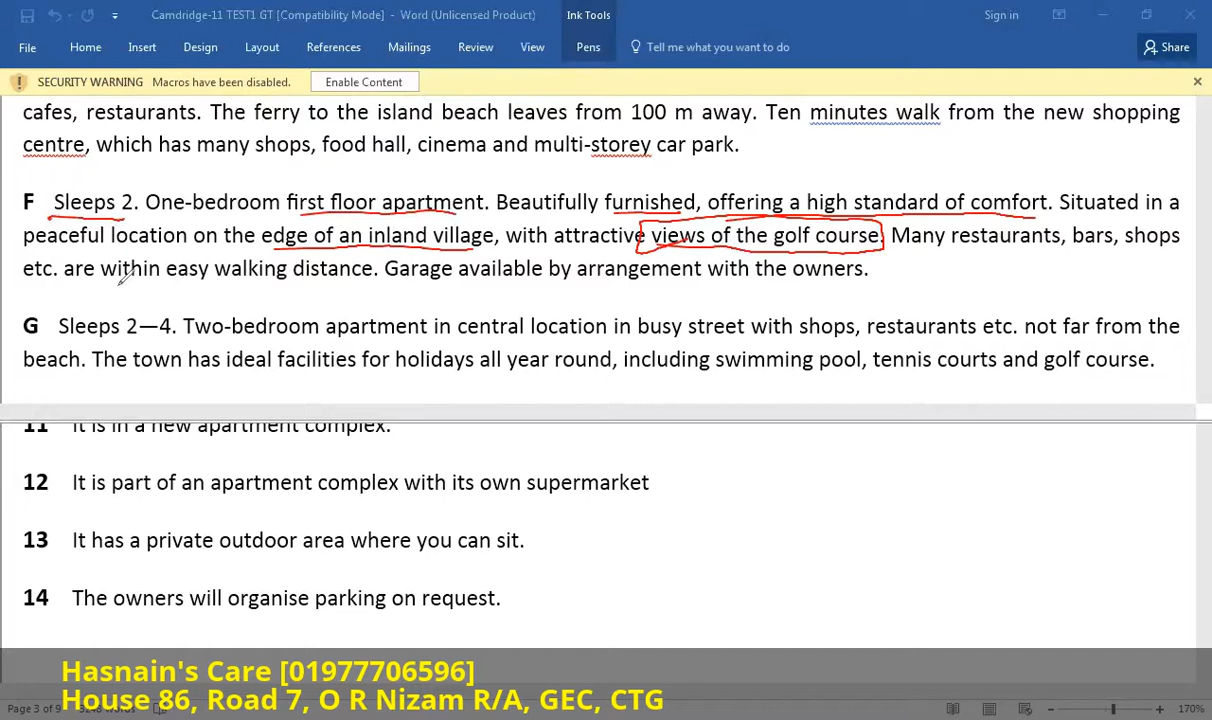 Camdridge-11 TEST1 GT [Compatibility Mode] - Word (Unlicensed Product)
Ink Tools
Sign in
File Home Insert Design Layout References Mailings Review View Pens Tell me what you want to do Share
SECURITY WARNING Macros have been disabled. Enable Content
cafes, restaurants. The ferry to the island beach leaves from 100 m away. Ten minutes walk from the new shopping
centre, which has many shops, food hall, cinema and multi-storey car park.
F Sleeps 2. One-bedroom first floor apartment. Beautifully furnished, offering a high standard of comfort. Situated in a
peaceful location on the edge of an inland village, with attractive views of the golf course. Many restaurants, bars, shops
etc. are within easy walking distance. Garage available by arrangement with the owners.
G Sleeps 2—4. Two-bedroom apartment in central location in busy street with shops, restaurants etc. not far from the
beach. The town has ideal facilities for holidays all year round, including swimming pool, tennis courts and golf course.
11 It is in a new apartment complex.
12 It is part of an apartment complex with its own supermarket
13 It has a private outdoor area where you can sit.
14 The owners will organise parking on request.
Hasnain's Care [01977706596]
House 86, Road 7, O R Nizam R/A, GEC, CTG
Page 3 of 9 words
170%